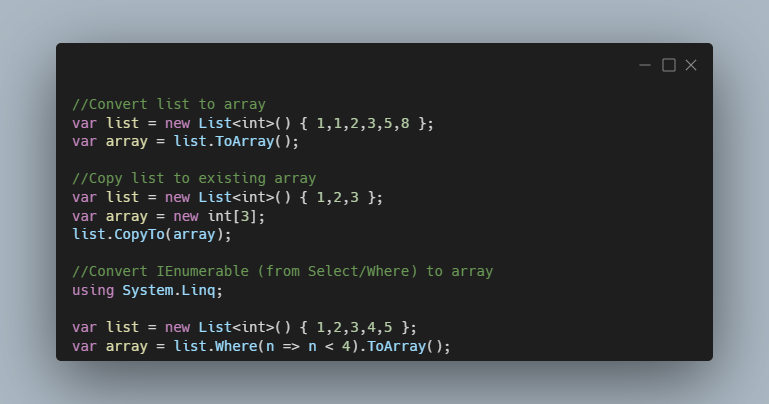 //Convert list to array
var list = new List<int>() { 1,1,2,3,5,8 };
var array = list.ToArray();
//Copy list to existing array
var list = new List<int>() { 1,2,3 };
var array = new int[3];
list.CopyTo(array);
//Convert IEnumerable (from Select/Where) to array
using System.Linq;
var list = new List<int>() { 1,2,3,4,5 };
var array = list.Where(n => n < 4).ToArray();